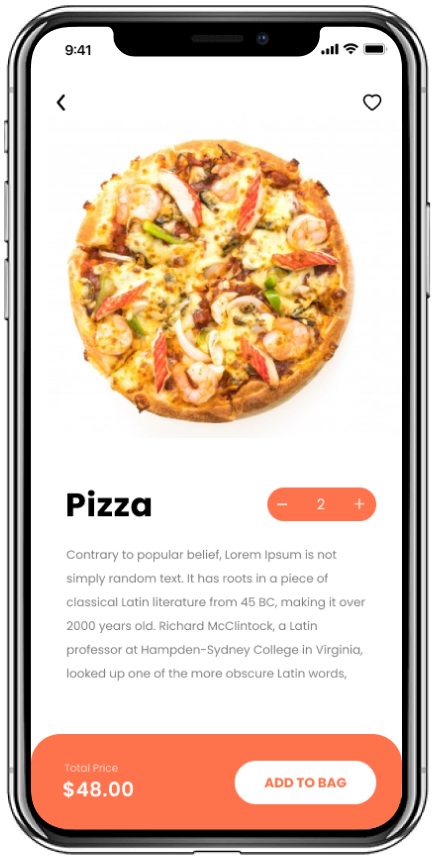 9:41
Pizza
− 2 +
Contrary to popular belief, Lorem Ipsum is not
simply random text. It has roots in a piece of
classical Latin literature from 45 BC, making it over
2000 years old. Richard McClintock, a Latin
professor at Hampden-Sydney College in Virginia,
looked up one of the more obscure Latin words,
Total Price
$48.00
ADD TO BAG